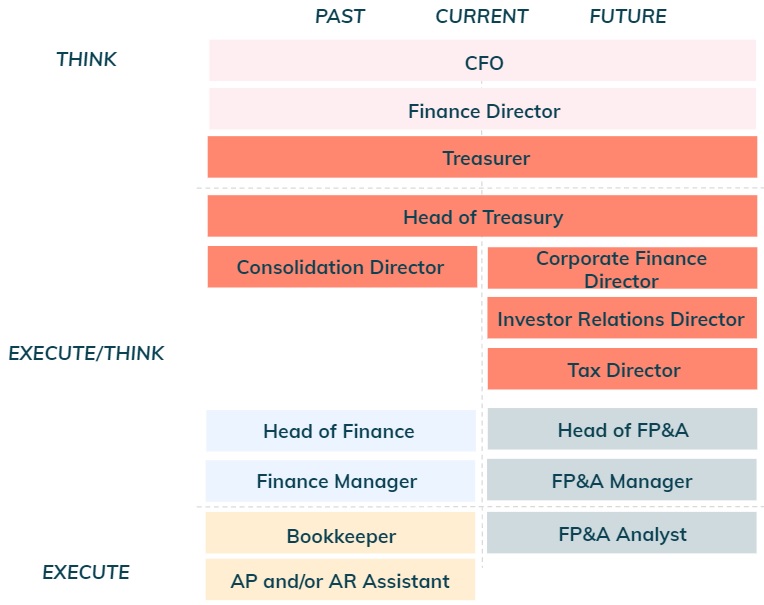 PAST CURRENT FUTURE
THINK
CFO
Finance Director
Treasurer
Head of Treasury
Consolidation Director
Corporate Finance
Director
Investor Relations Director
EXECUTE/THINK
Tax Director
Head of Finance
Head of FP&A
Finance Manager
FP&A Manager
Bookkeeper
FP&A Analyst
EXECUTE
AP and/or AR Assistant